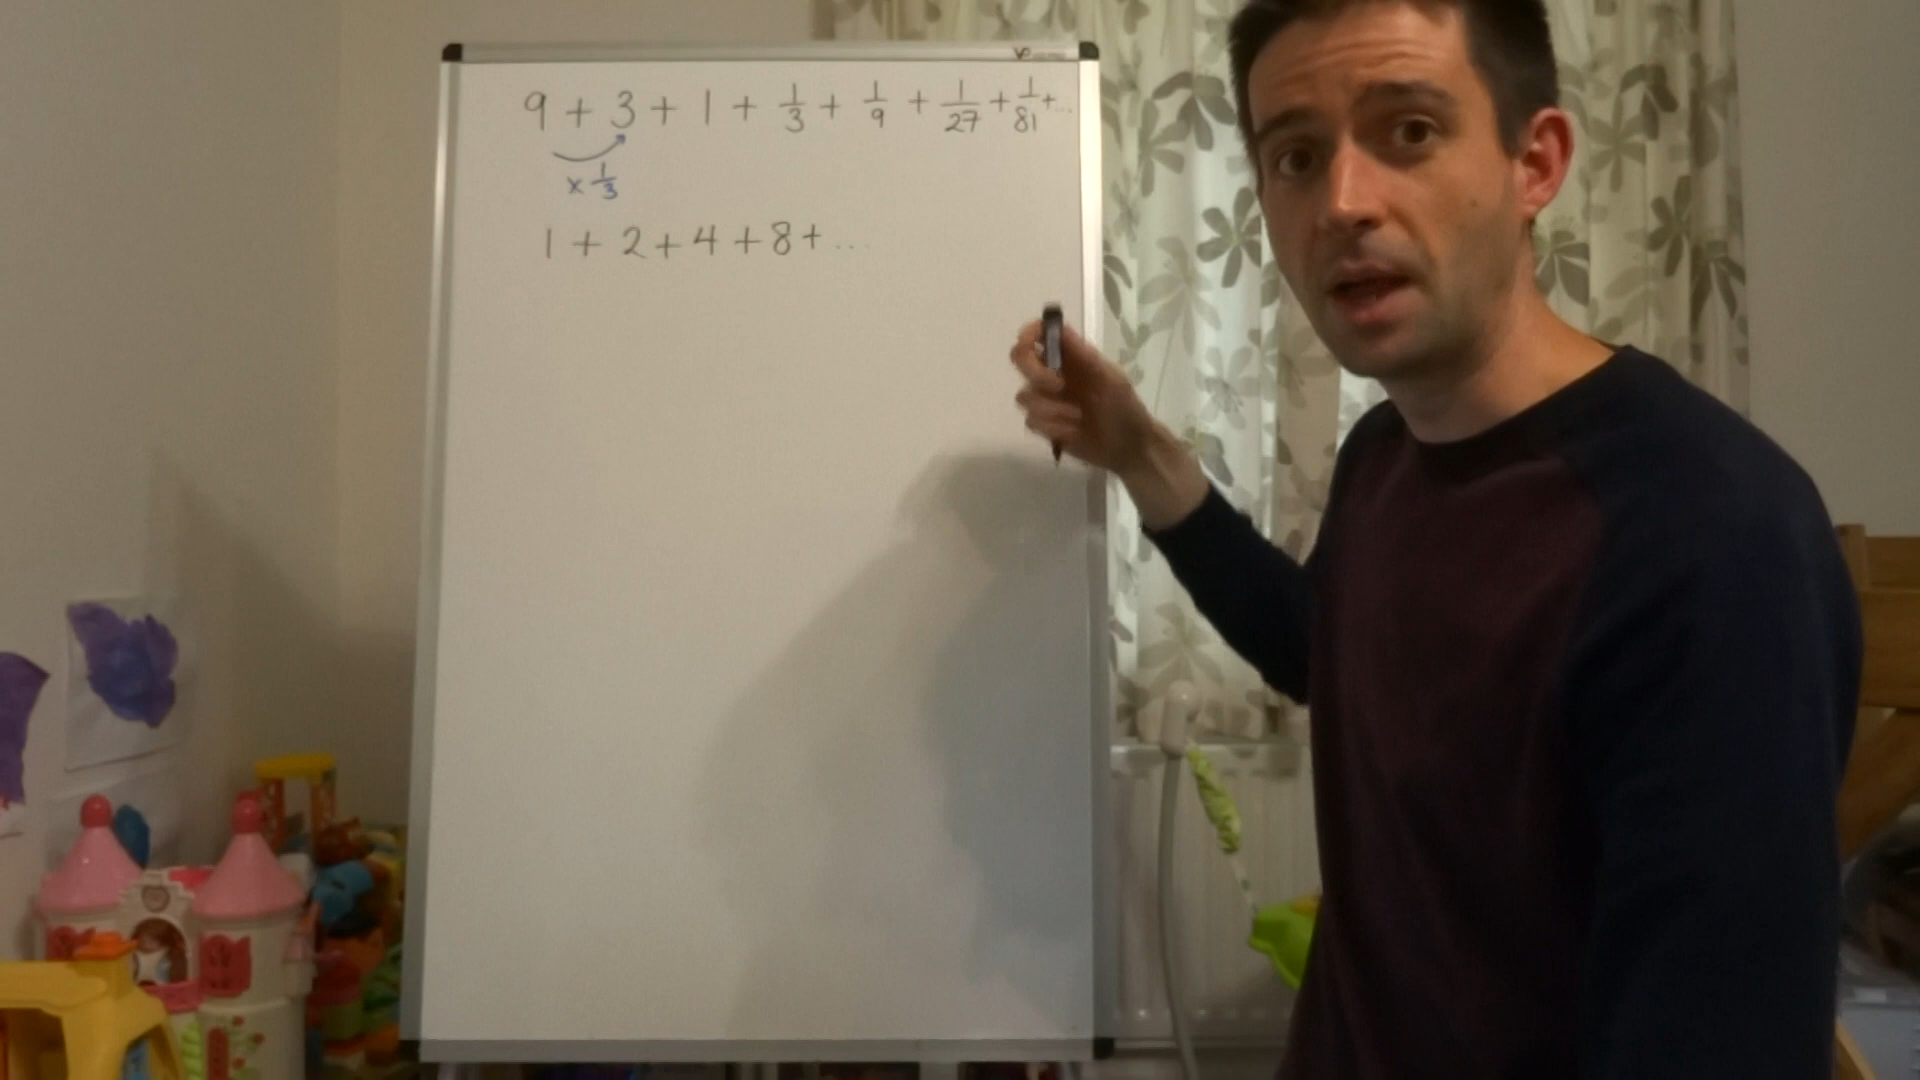 9 + 3 + 1 + 1/3 + 1/9 + 1/27 + 1/81 + ...
× 1/3
1 + 2 + 4 + 8 + ...